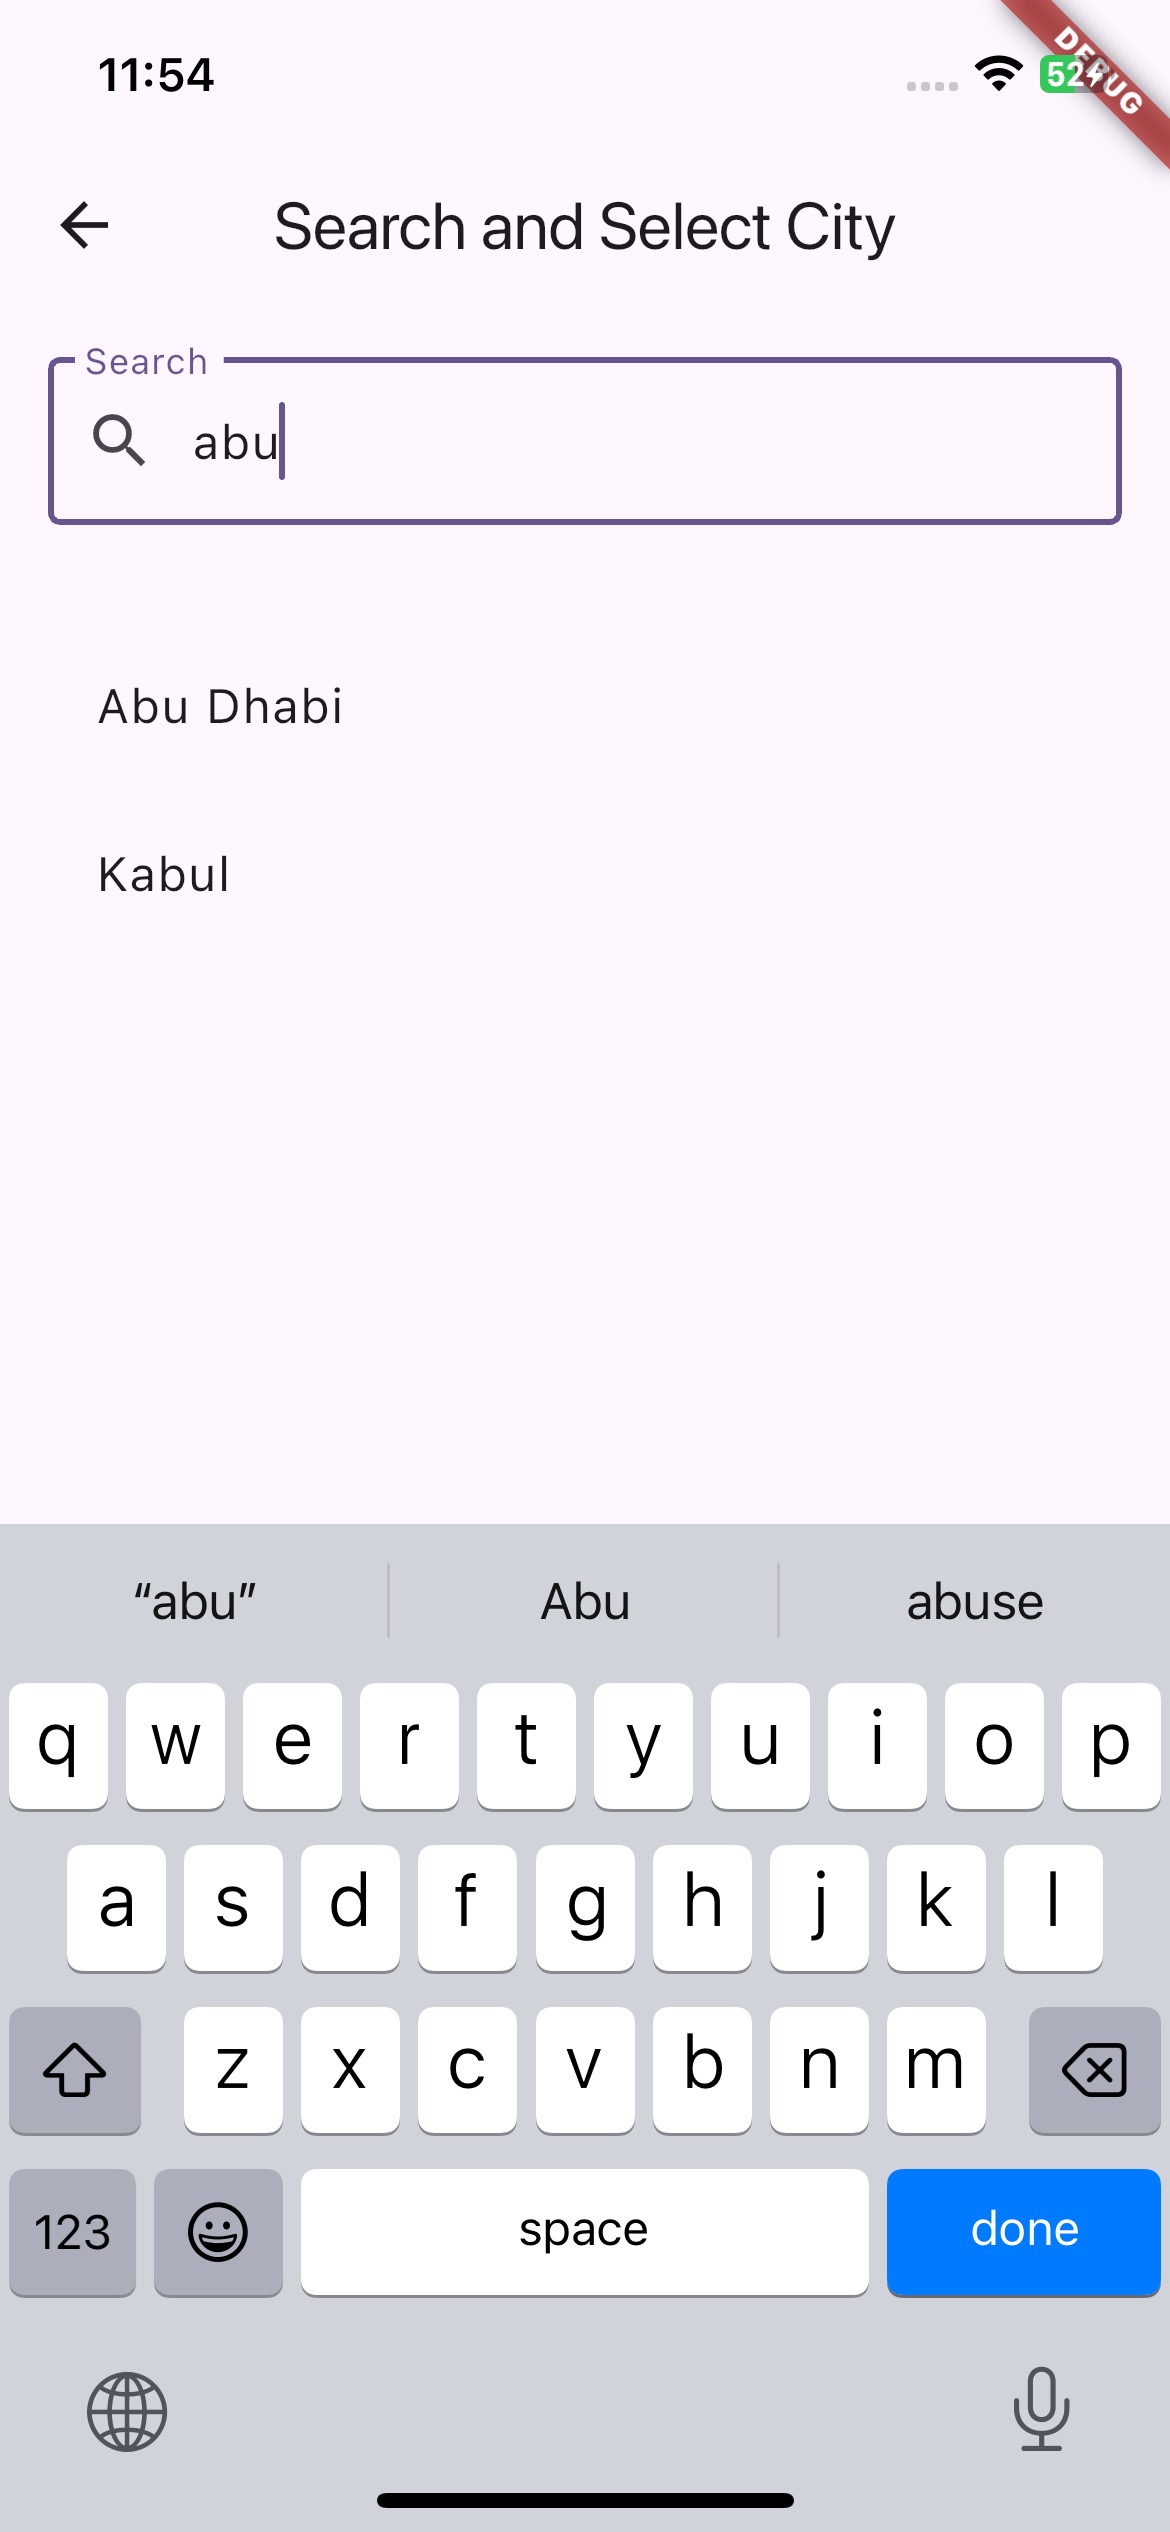 11:54
52
DEBUG
Search and Select City
Search
abu
Abu Dhabi
Kabul
“abu” Abu abuse
q w e r t y u i o p
a s d f g h j k l
z x c v b n m
123 space done